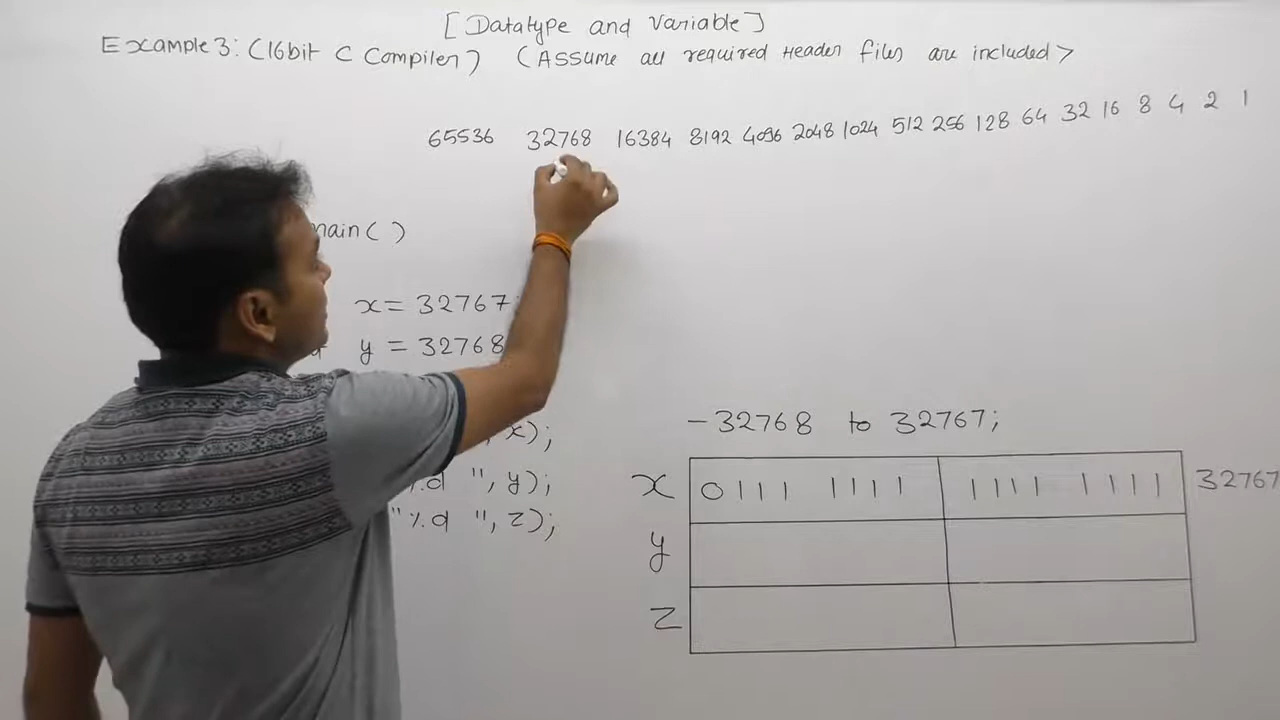 [Datatype and Variable]
Example 3: (16bit C Compiler) (Assume all required Header files are included)
65536 32768 16384 8192 4096 2048 1024 512 256 128 64 32 16 8 4 2 1
main( )
x = 32767;
y = 32768
-32768 to 32767;
, x);
%d ", y);
"%d ", z);
x 0111 1111 1111 1111 32767
y
z